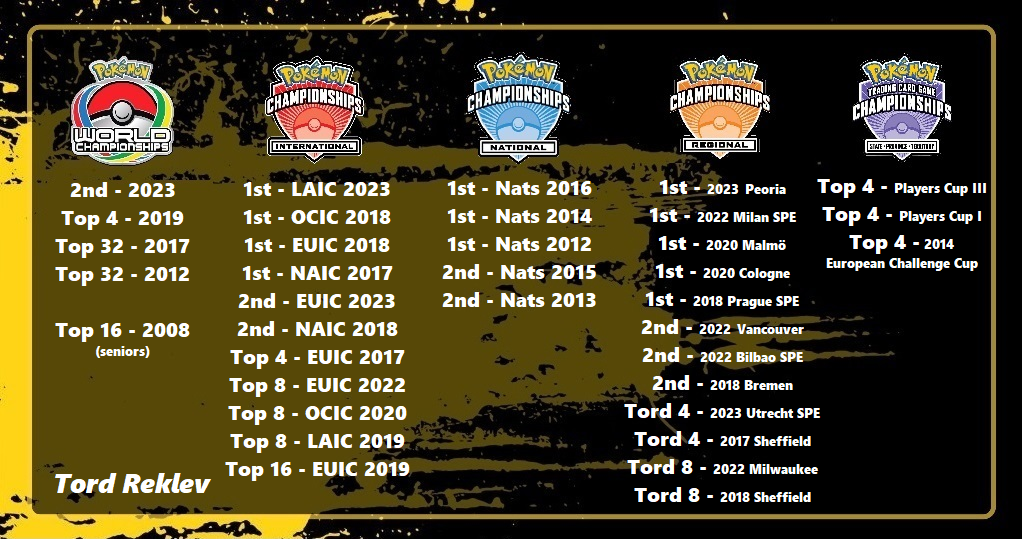 Pokémon
WORLD
CHAMPIONSHIPS
2nd - 2023
Top 4 - 2019
Top 32 - 2017
Top 32 - 2012
Top 16 - 2008
(seniors)
Tord Reklev
Pokémon
CHAMPIONSHIPS
INTERNATIONAL
1st - LAIC 2023
1st - OCIC 2018
1st - EUIC 2018
1st - NAIC 2017
2nd - EUIC 2023
2nd - NAIC 2018
Top 4 - EUIC 2017
Top 8 - EUIC 2022
Top 8 - OCIC 2020
Top 8 - LAIC 2019
Top 16 - EUIC 2019
Pokémon
CHAMPIONSHIPS
NATIONAL
1st - Nats 2016
1st - Nats 2014
1st - Nats 2012
2nd - Nats 2015
2nd - Nats 2013
Pokémon
CHAMPIONSHIPS
REGIONAL
1st - 2023 Peoria
1st - 2022 Milan SPE
1st - 2020 Malmö
1st - 2020 Cologne
1st - 2018 Prague SPE
2nd - 2022 Vancouver
2nd - 2022 Bilbao SPE
2nd - 2018 Bremen
Tord 4 - 2023 Utrecht SPE
Tord 4 - 2017 Sheffield
Tord 8 - 2022 Milwaukee
Tord 8 - 2018 Sheffield
Pokémon
TRADING CARD GAME
CHAMPIONSHIPS
STATE • PROVINCE • TERRITORY
Top 4 - Players Cup III
Top 4 - Players Cup I
Top 4 - 2014
European Challenge Cup